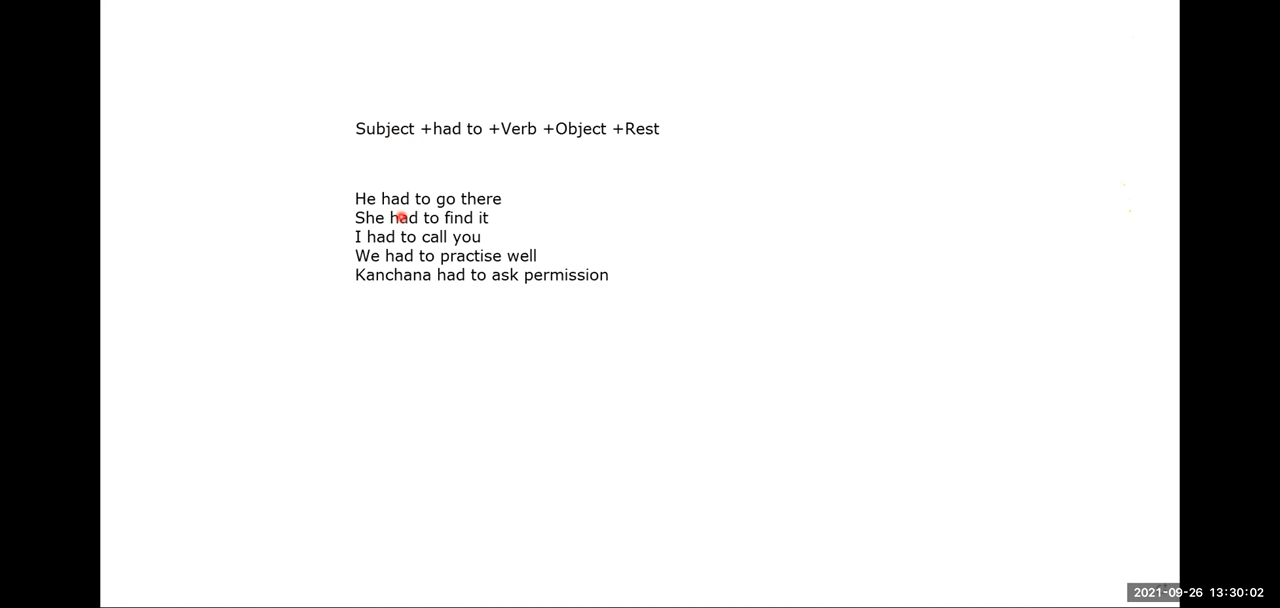 Subject +had to +Verb +Object +Rest
He had to go there
She had to find it
I had to call you
We had to practise well
Kanchana had to ask permission
2021-09-26 13:30:02